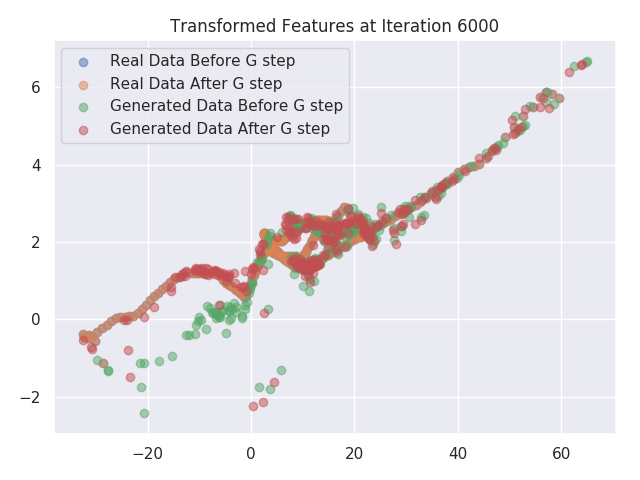 Transformed Features at Iteration 6000
Real Data Before G step
Real Data After G step
Generated Data Before G step
Generated Data After G step
6
4
2
0
−2
−20
0
20
40
60